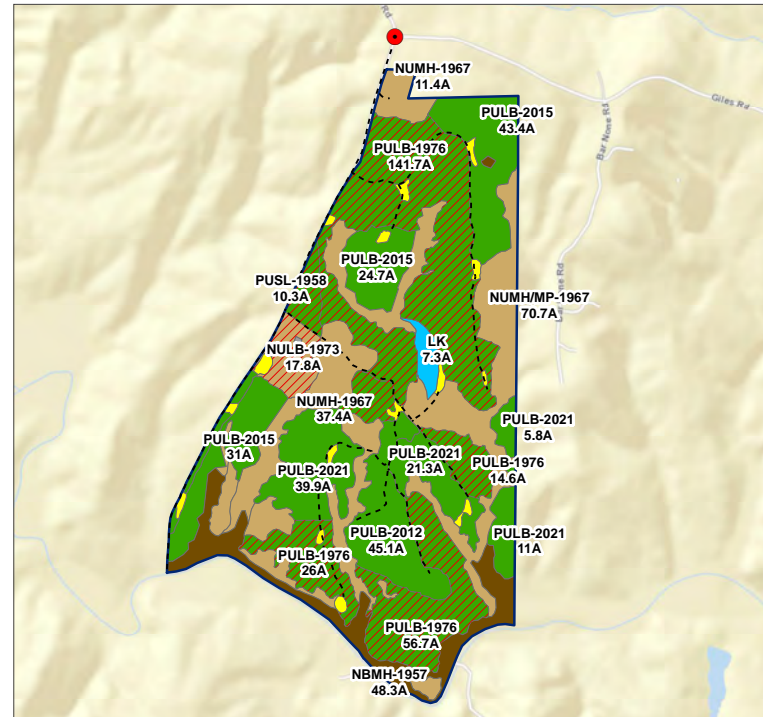 Rd
NUMH-1967
11.4A
Giles Rd
PULB-2015
43.4A
Bar None Rd
PULB-1976
141.7A
PULB-2015
24.7A
PUSL-1958
10.3A
NUMH/MP-1967
70.7A
LK
7.3A
NULB-1973
17.8A
NUMH-1967
37.4A
PULB-2021
5.8A
PULB-2015
31A
PULB-2021
21.3A
PULB-1976
14.6A
PULB-2021
39.9A
PULB-2012
45.1A
PULB-2021
11A
PULB-1976
26A
PULB-1976
56.7A
NBMH-1957
48.3A